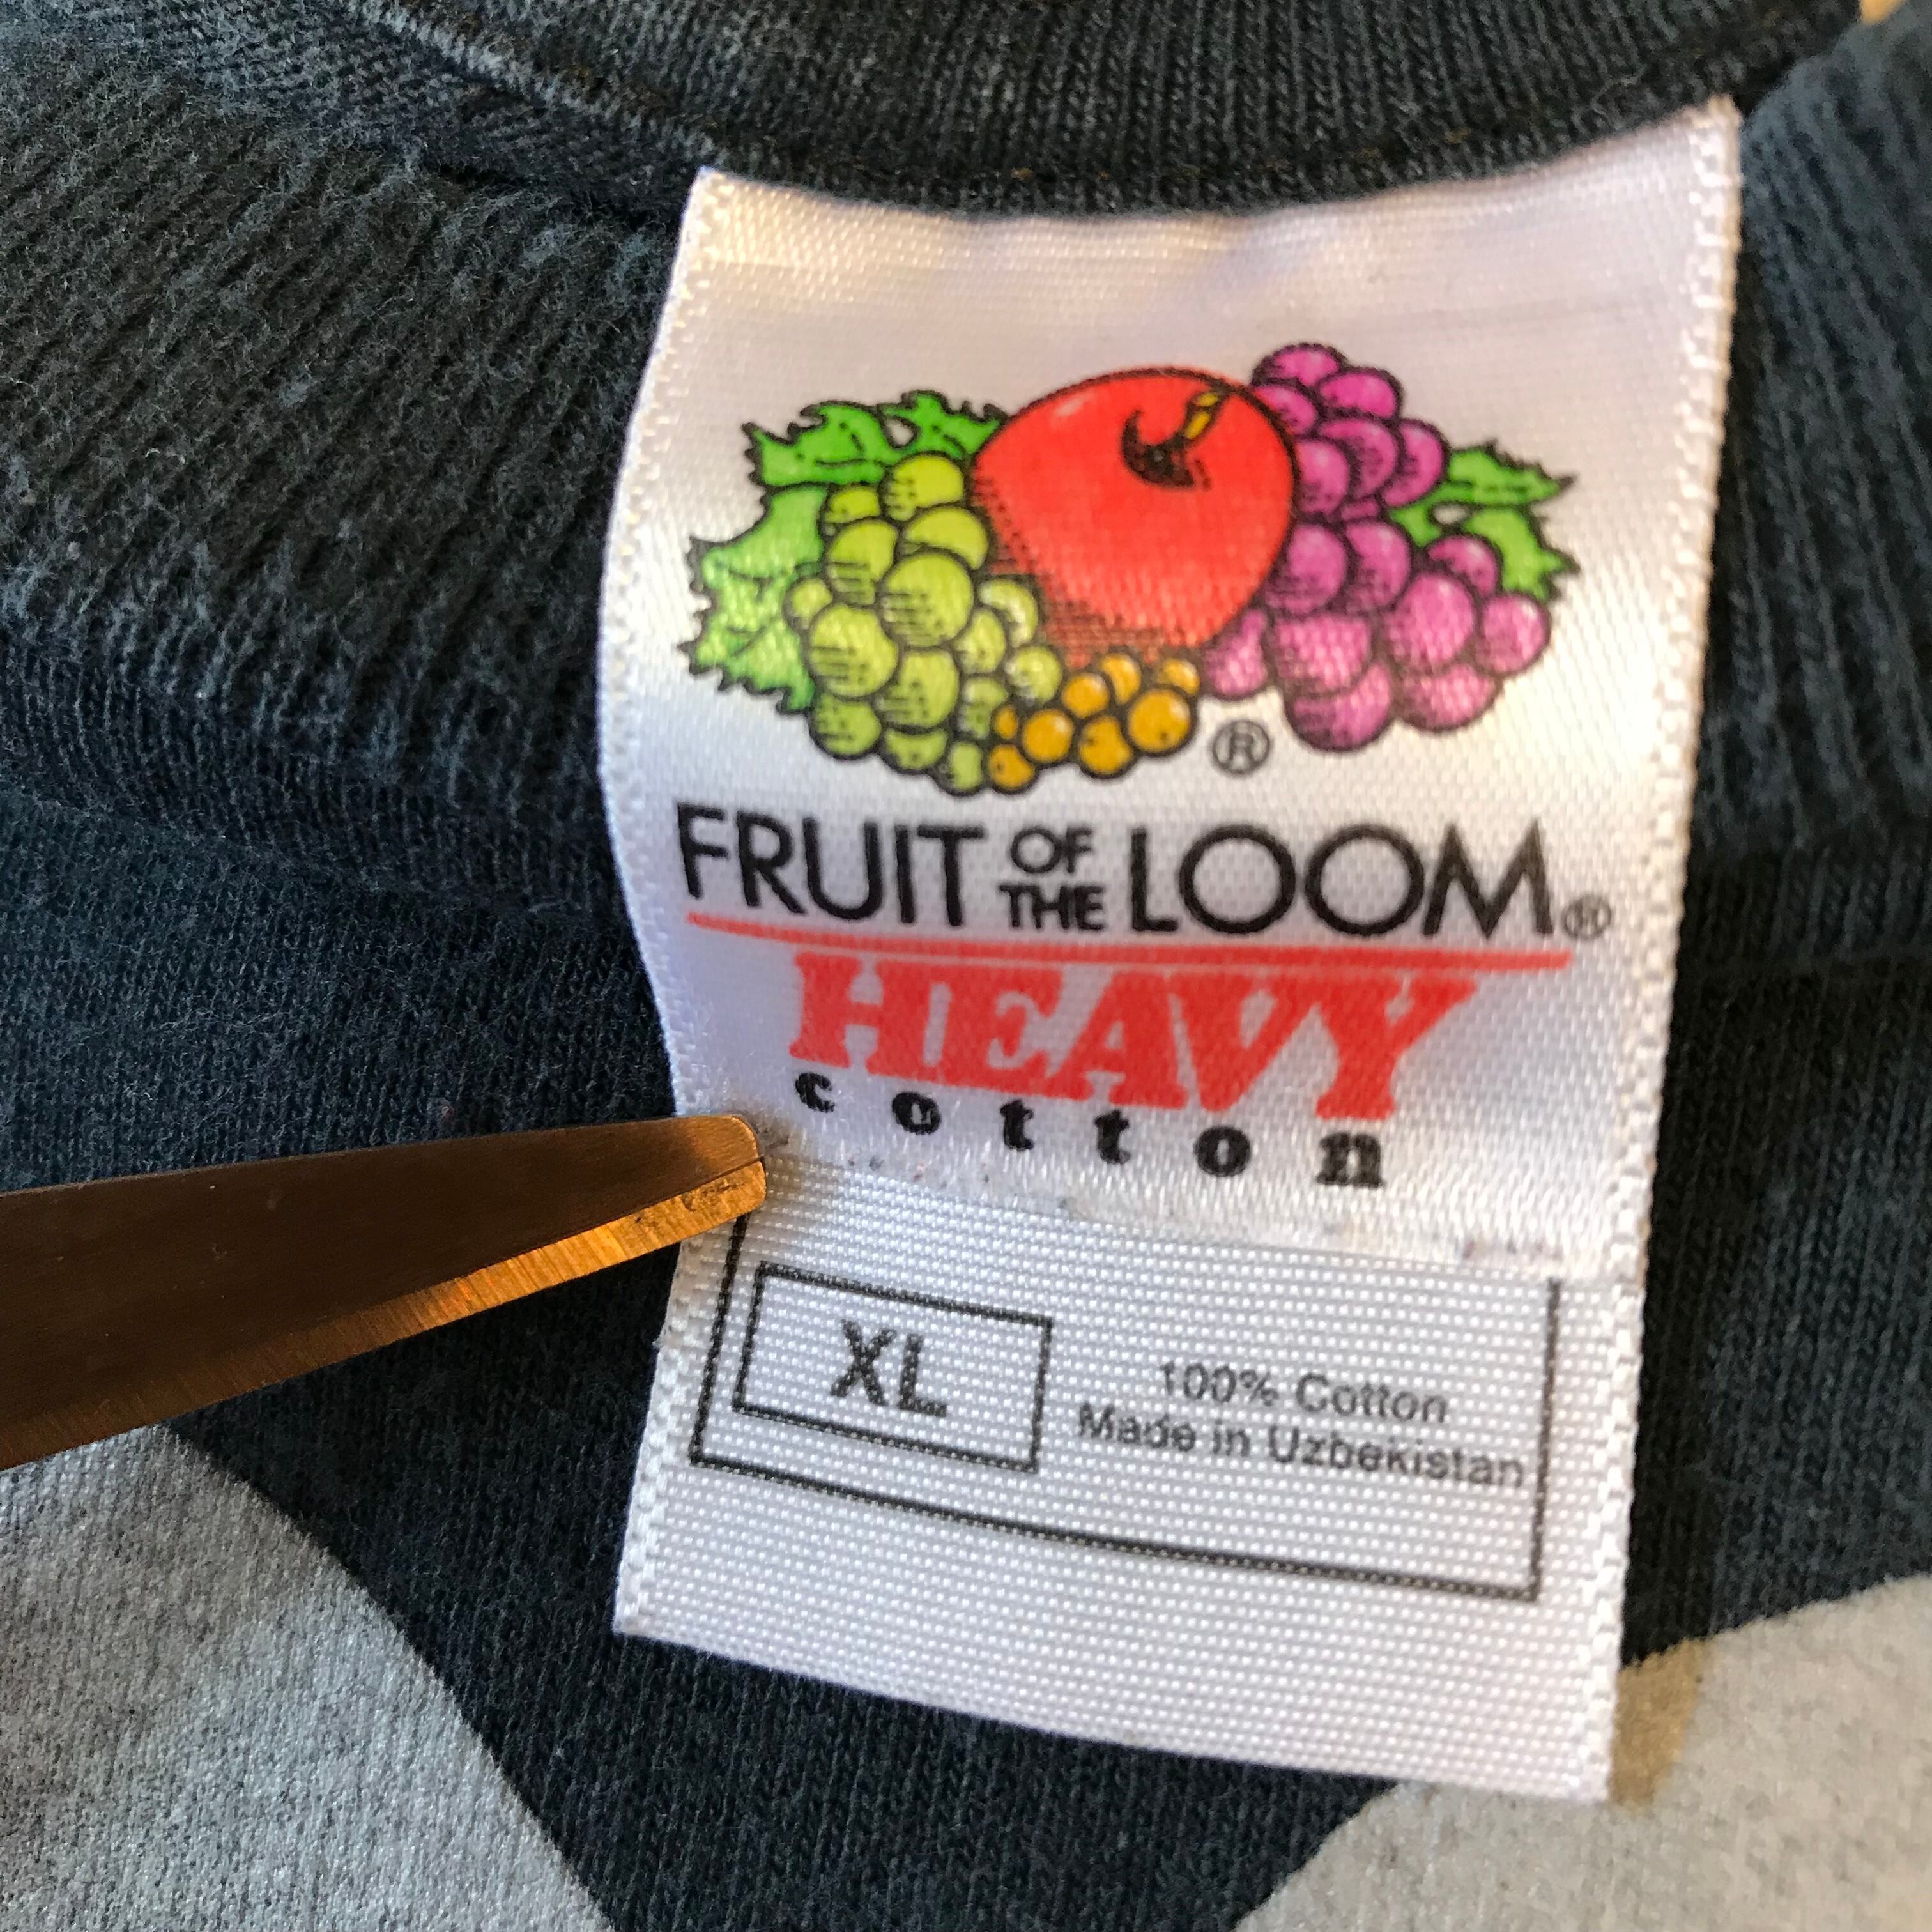 ®
FRUIT OF THE LOOM®
HEAVY
cotton
XL
100% Cotton
Made in Uzbekistan